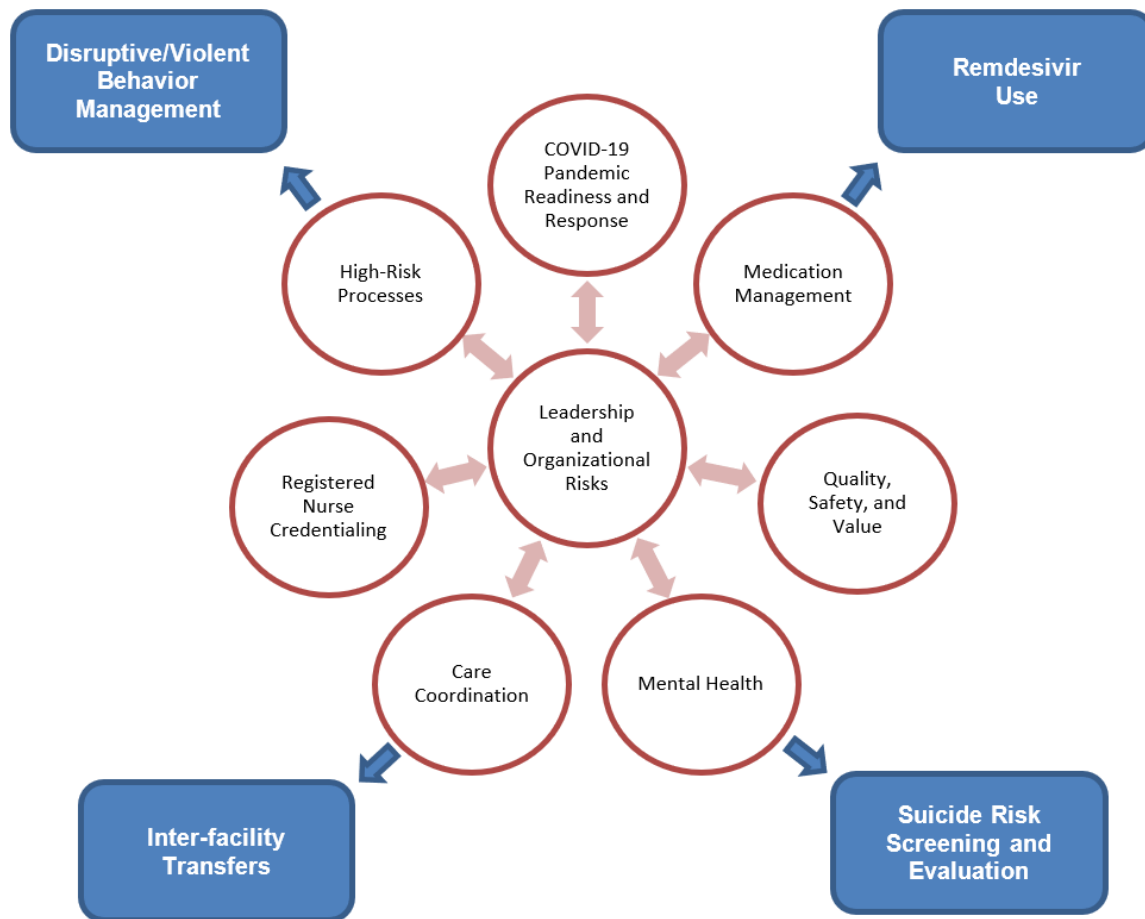 Disruptive/Violent
Behavior
Management
Remdesivir
Use
COVID-19
Pandemic
Readiness and
Response
High-Risk
Processes
Medication
Management
Leadership
and
Organizational
Risks
Registered
Nurse
Credentialing
Quality,
Safety, and
Value
Care
Coordination
Mental Health
Inter-facility
Transfers
Suicide Risk
Screening and
Evaluation